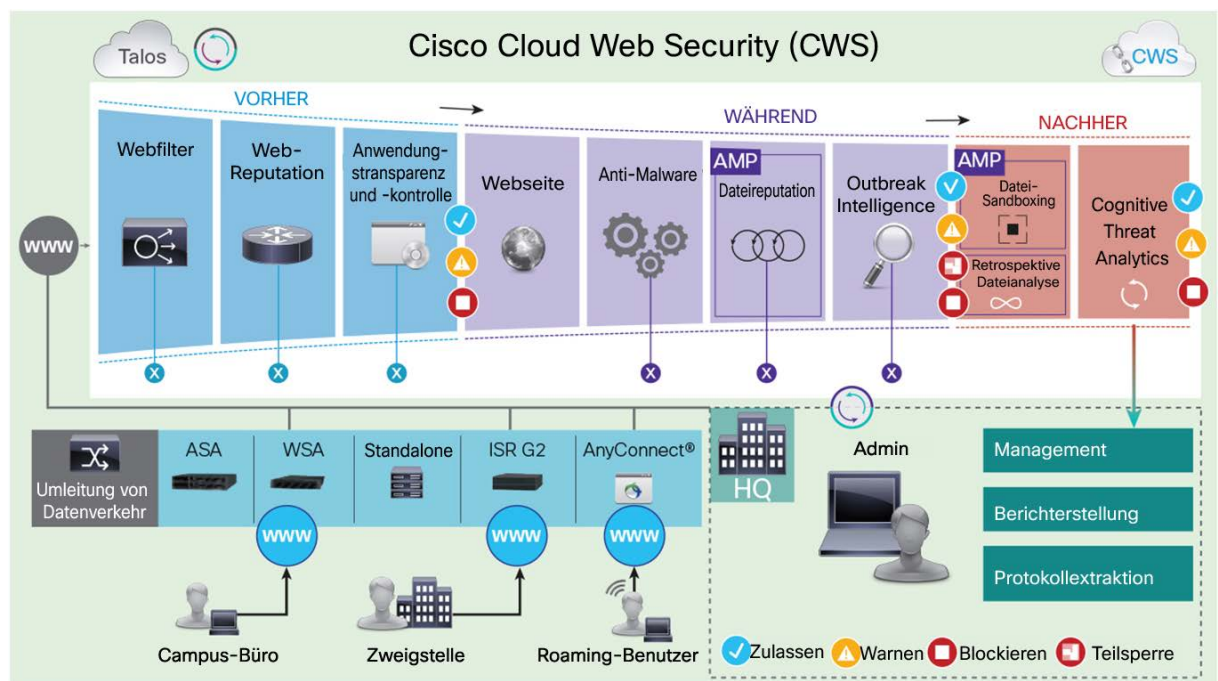 Talos
Cisco Cloud Web Security (CWS)
CWS
VORHER
WÄHREND
NACHHER
www
Webfilter
Web-
Reputation
Anwendung-
stransparenz
und -kontrolle
Webseite
Anti-Malware
AMP
Dateireputation
Outbreak
Intelligence
AMP
Datei-
Sandboxing
Retrospektive
Dateianalyse
Cognitive
Threat
Analytics
X
X
X
X
X
X
Umleitung von
Datenverkehr
ASA
WSA
Standalone
ISR G2
AnyConnect®
HQ
Admin
Management
Berichterstellung
Protokollextraktion
www
www
www
Campus-Büro
Zweigstelle
Roaming-Benutzer
Zulassen
Warnen
Blockieren
Teilsperre